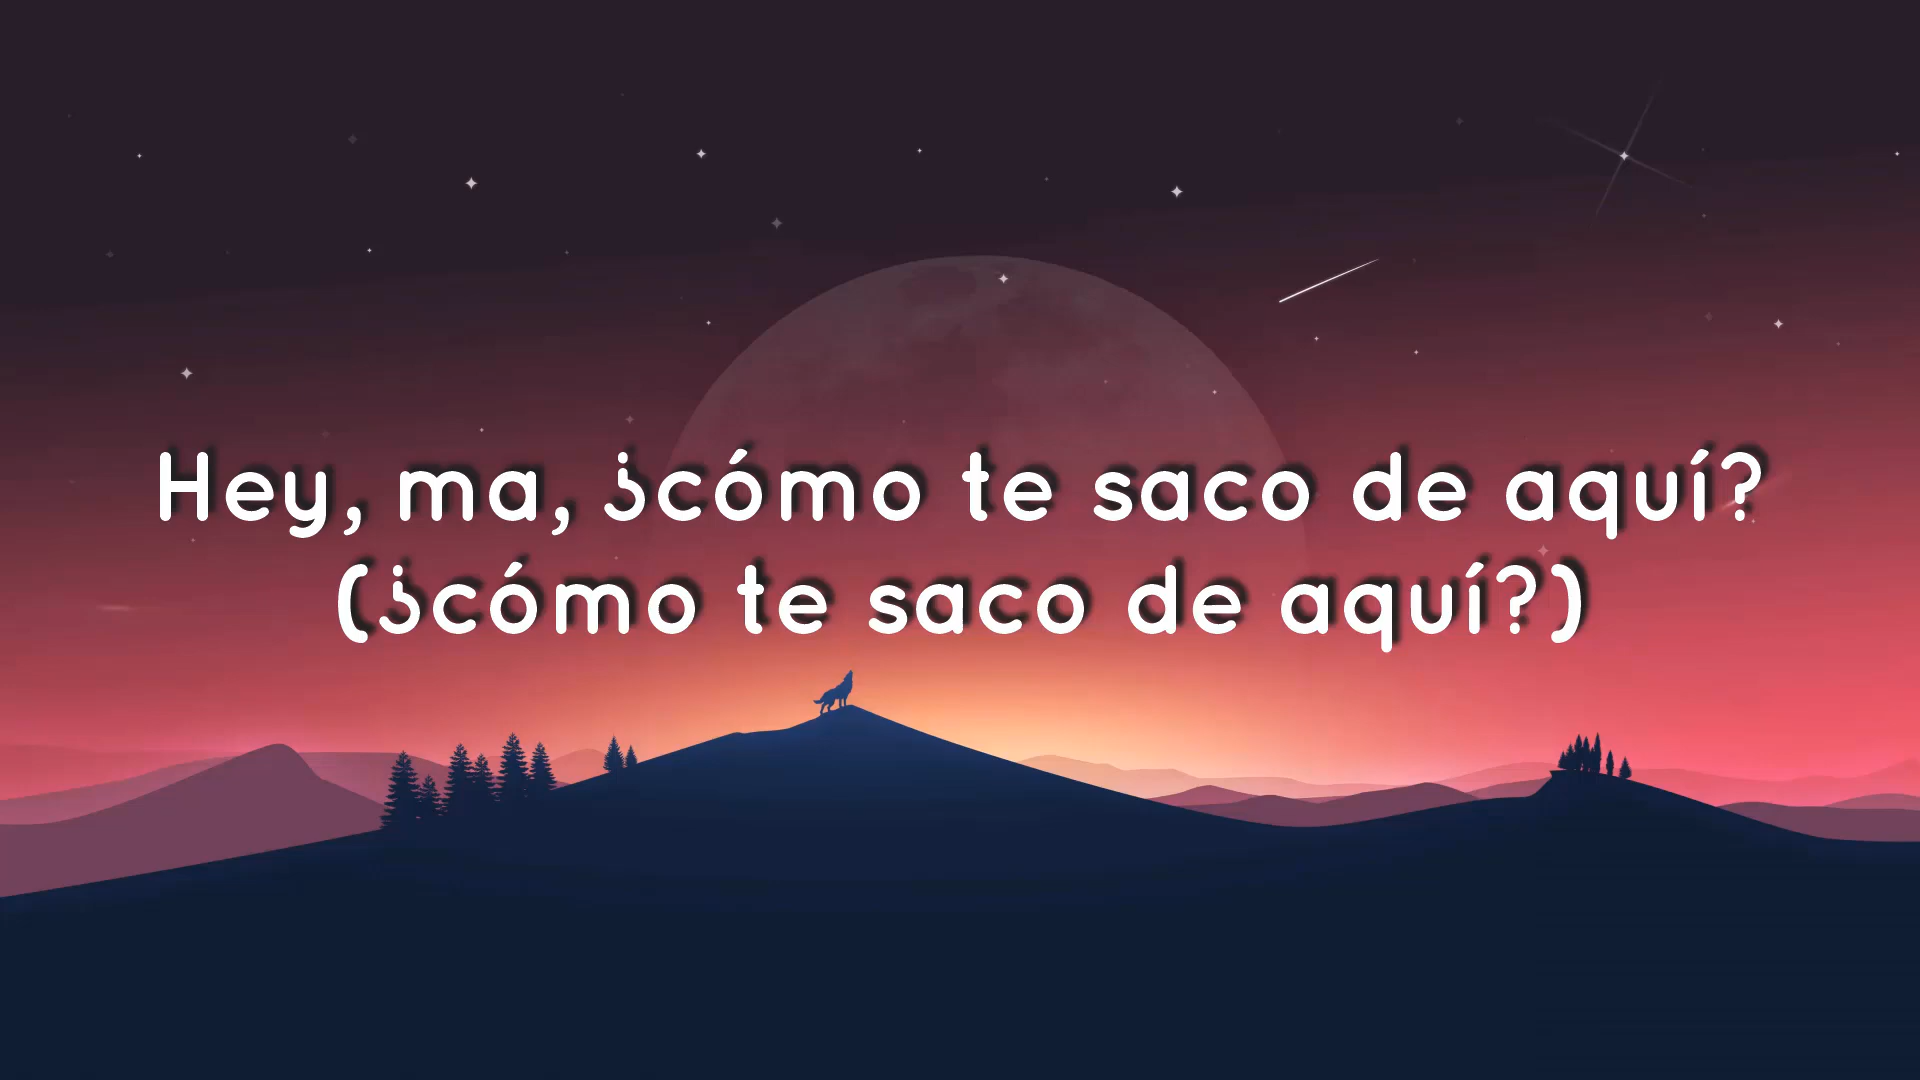 Hey, ma, ¿cómo te saco de aquí?
(¿cómo te saco de aquí?)